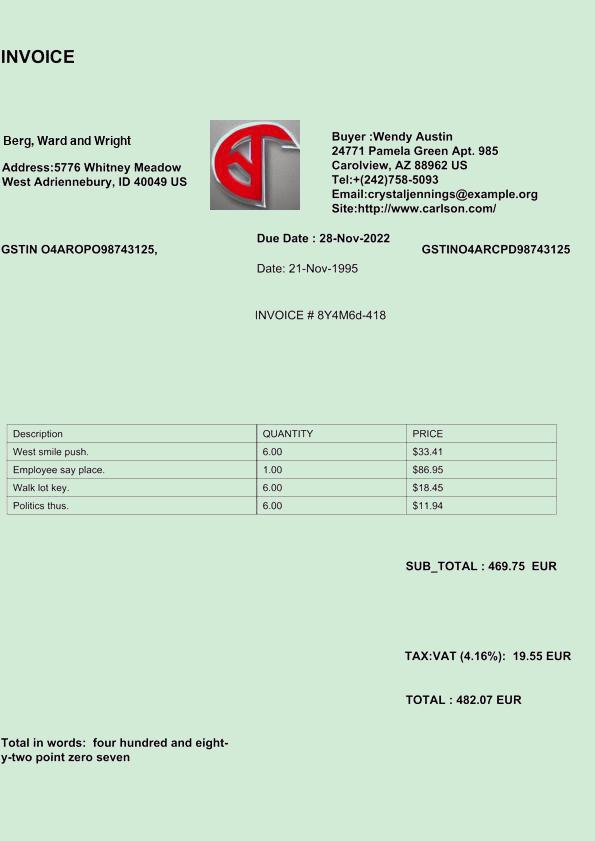 INVOICE
Berg, Ward and Wright
Address:5776 Whitney Meadow
West Adriennebury, ID 40049 US
Buyer :Wendy Austin
24771 Pamela Green Apt. 985
Carolview, AZ 88962 US
Tel:+(242)758-5093
Email:crystaljennings@example.org
Site:http://www.carlson.com/
GSTIN O4AROPO98743125,
Due Date : 28-Nov-2022
GSTINO4ARCPD98743125
Date: 21-Nov-1995
INVOICE # 8Y4M6d-418
Description QUANTITY PRICE
West smile push. 6.00 $33.41
Employee say place. 1.00 $86.95
Walk lot key. 6.00 $18.45
Politics thus. 6.00 $11.94
SUB_TOTAL : 469.75 EUR
TAX:VAT (4.16%): 19.55 EUR
TOTAL : 482.07 EUR
Total in words: four hundred and eight-
y-two point zero seven